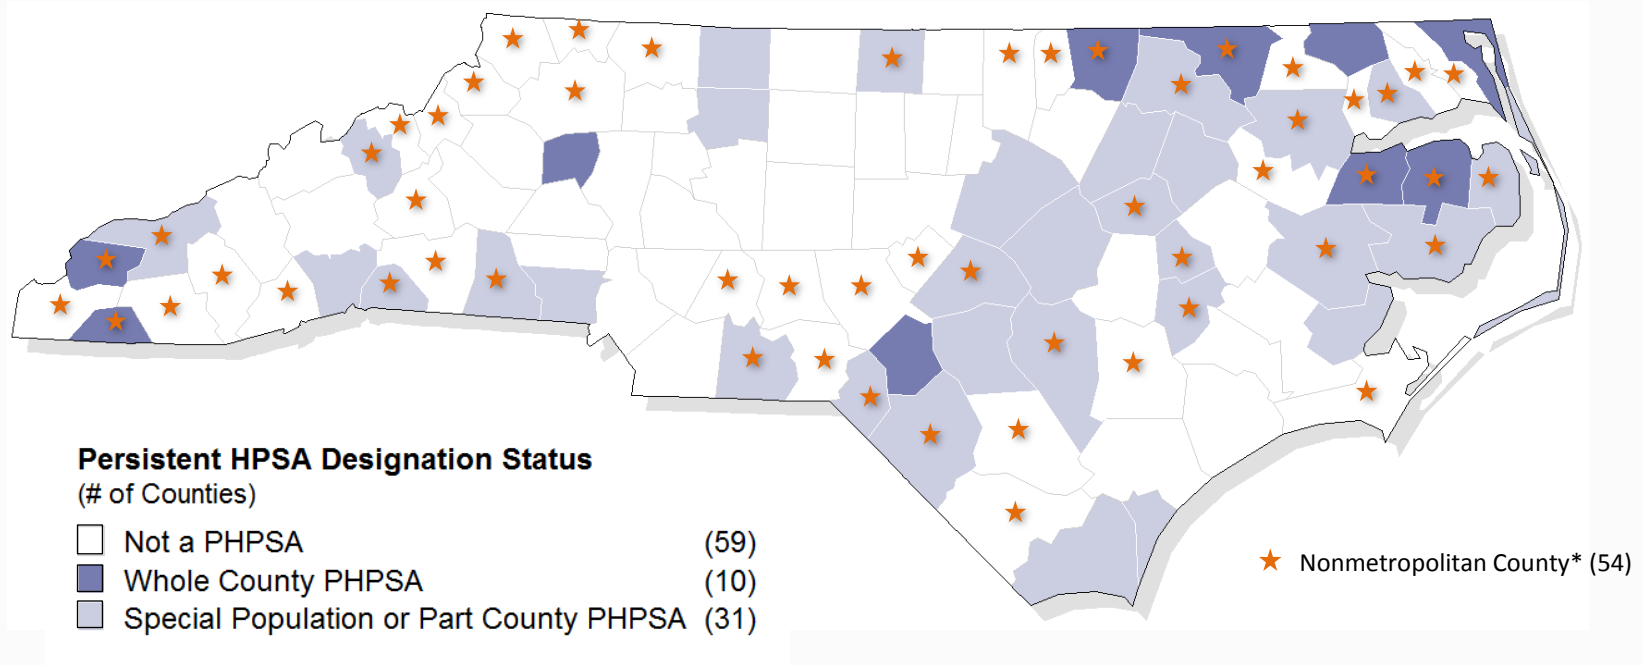 Persistent HPSA Designation Status
(# of Counties)
Not a PHPSA (59)
Whole County PHPSA (10)
Special Population or Part County PHPSA (31)
Nonmetropolitan County* (54)